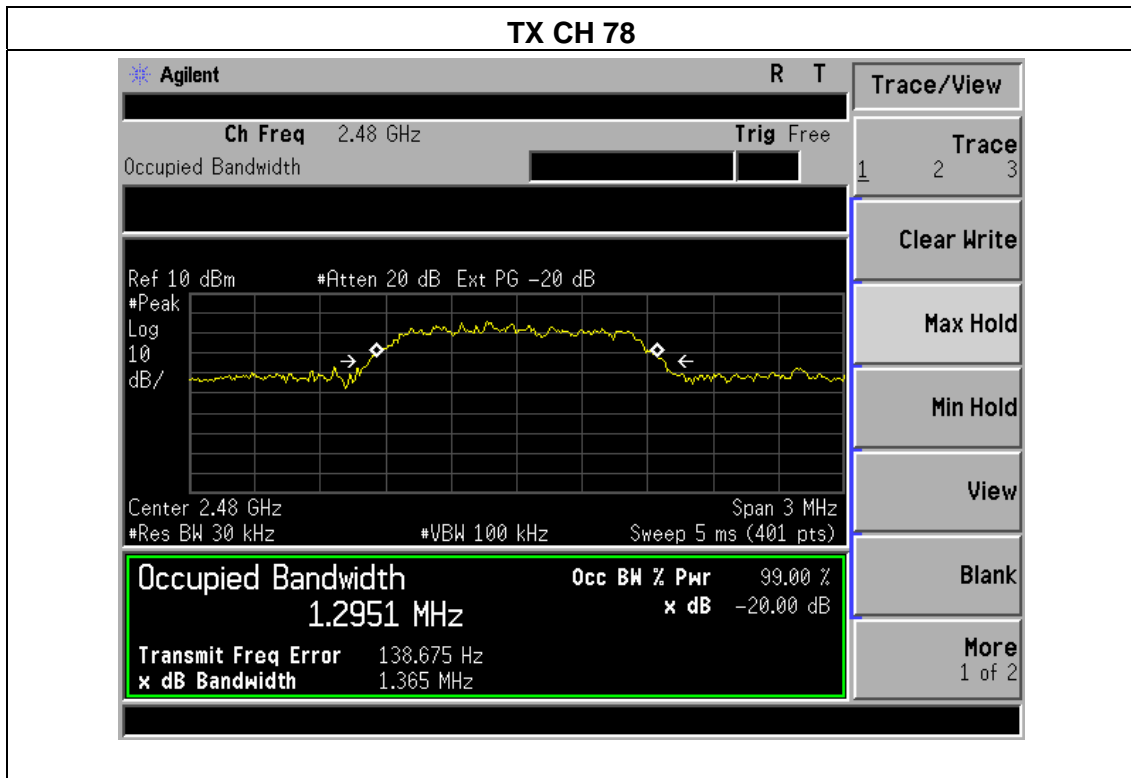 TX CH 78
Agilent R T
Trace/View
Ch Freq 2.48 GHz Trig Free
Occupied Bandwidth
Trace
1 2 3
Clear Write
Ref 10 dBm #Atten 20 dB Ext PG -20 dB
#Peak
Log
10
dB/
Max Hold
Min Hold
View
Center 2.48 GHz Span 3 MHz
#Res BW 30 kHz #VBW 100 kHz Sweep 5 ms (401 pts)
Occupied Bandwidth Occ BW % Pwr 99.00 %
1.2951 MHz x dB -20.00 dB
Blank
Transmit Freq Error 138.675 Hz
x dB Bandwidth 1.365 MHz
More
1 of 2